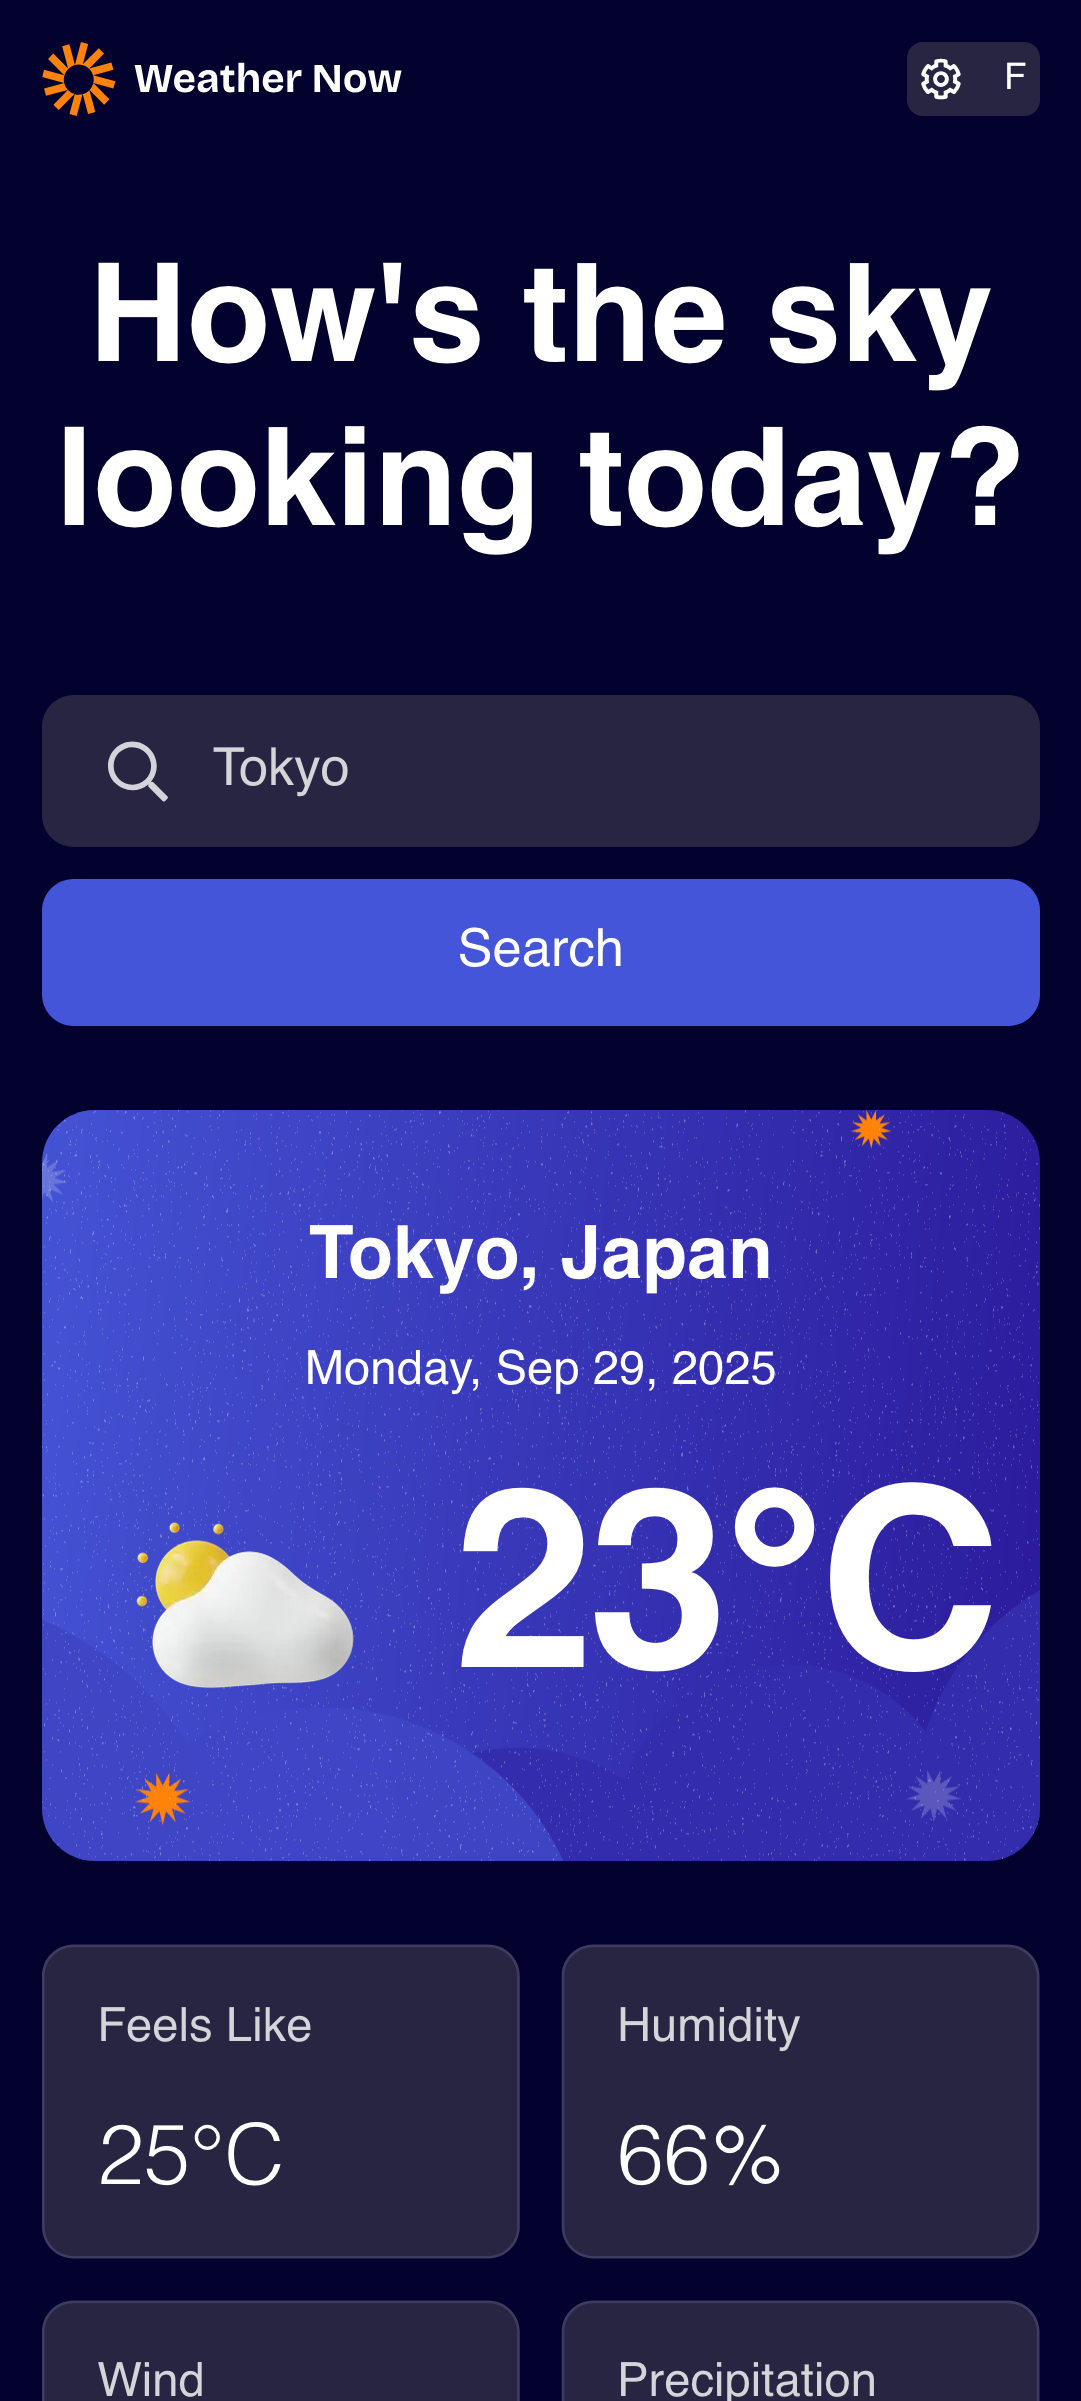 Weather Now
F
How's the sky
looking today?
Tokyo
Search
Tokyo, Japan
Monday, Sep 29, 2025
23°C
Feels Like
Humidity
25°C
66%
Wind
Precipitation